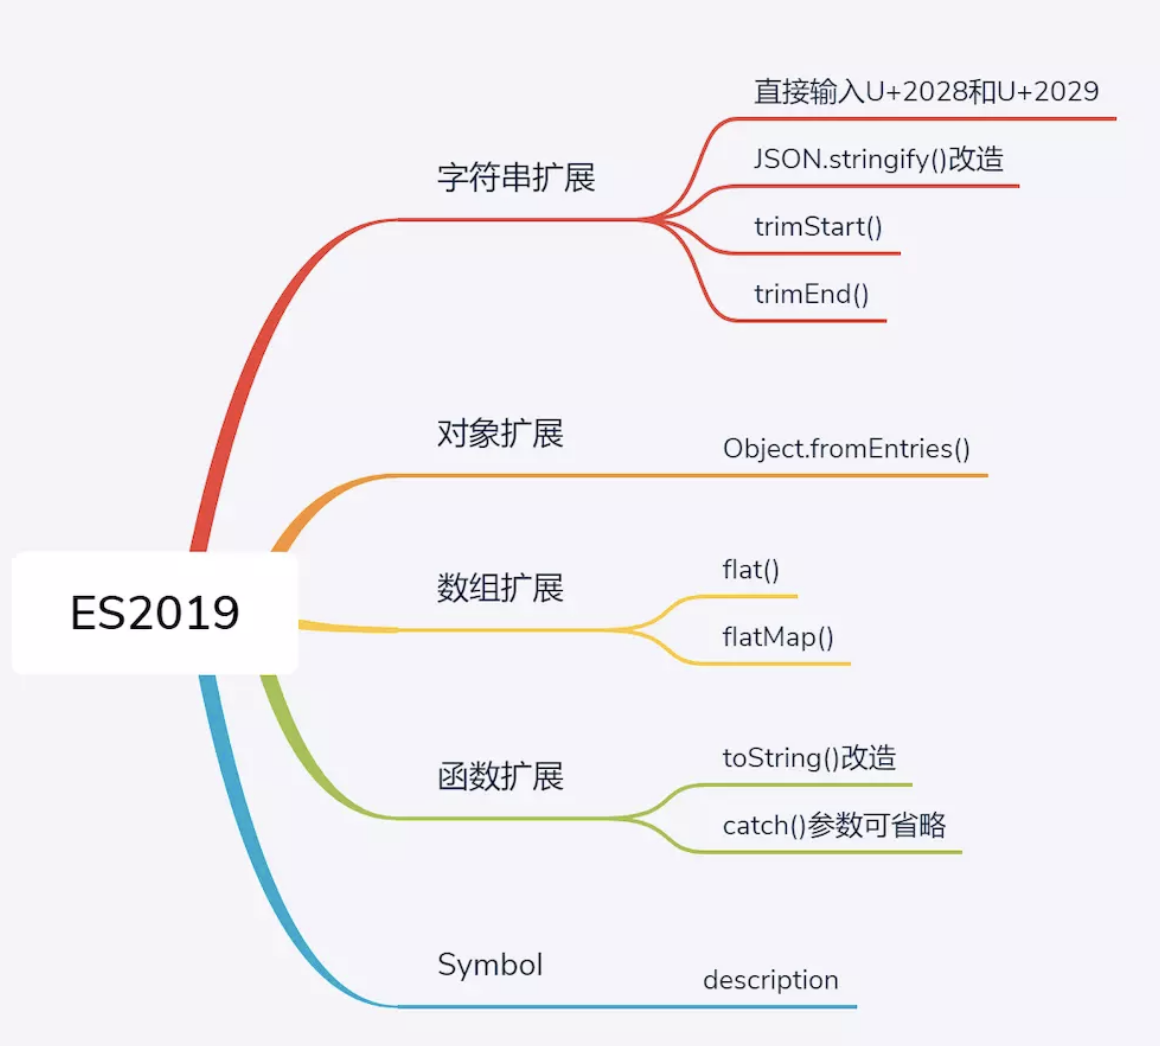 ES2019
字符串扩展
直接输入U+2028和U+2029
JSON.stringify()改造
trimStart()
trimEnd()
对象扩展
Object.fromEntries()
数组扩展
flat()
flatMap()
函数扩展
toString()改造
catch()参数可省略
Symbol
description